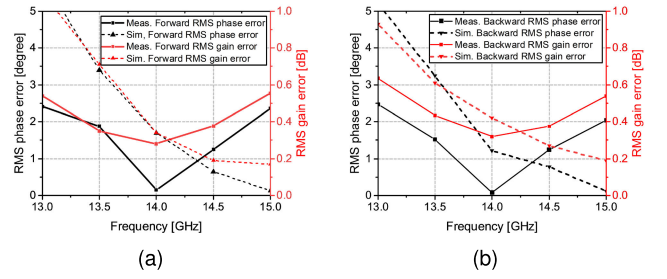 Meas. Forward RMS phase error
Sim, Forward RMS phase error
Meas. Forward RMS gain error
Sim. Forward RMS gain error
RMS phase error [degree]
5
4
3
2
1
0
13.0 13.5 14.0 14.5 15.0
Frequency [GHz]
1.0
0.8
0.6
0.4
0.2
0.0
RMS gain error [dB]
(a)
Meas. Backward RMS phase error
Sim. Backward RMS phase error
Meas. Backward RMS gain error
Sim. Backward RMS gain error
RMS phase error [degree]
5
4
3
2
1
0
13.0 13.5 14.0 14.5 15.0
Frequency [GHz]
1.0
0.8
0.6
0.4
0.2
0.0
RMS gain error [dB]
(b)